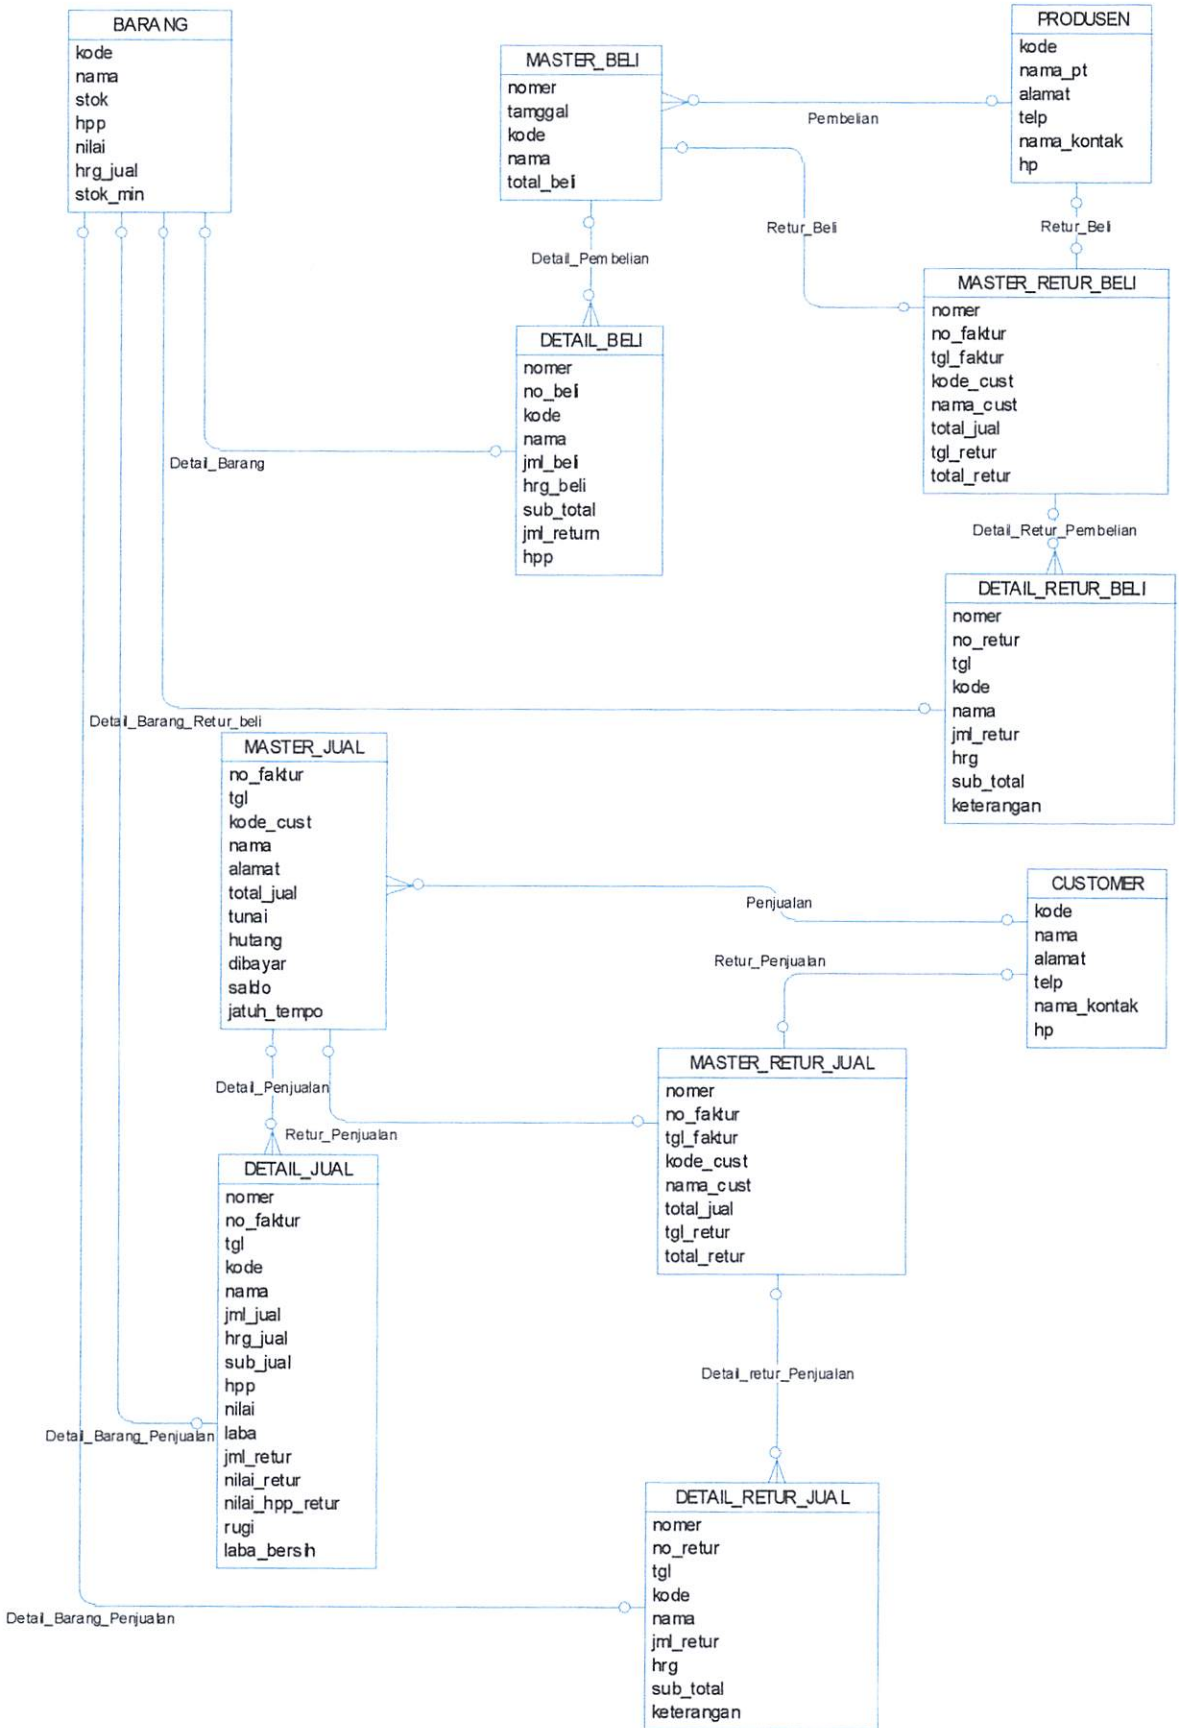 BARANG
kode
nama
stok
hpp
nilai
hrg_jual
stok_min
MASTER_BELI
nomer
tamggal
kode
nama
total_beli
PRODUSEN
kode
nama_pt
alamat
telp
nama_kontak
hp
Pembelian
Retur_Beli
Retur_Beli
Detail_Pembelian
MASTER_RETUR_BELI
nomer
no_faktur
tgl_faktur
kode_cust
nama_cust
total_jual
tgl_retur
total_retur
DETAIL_BELI
nomer
no_beli
kode
nama
jml_beli
hrg_beli
sub_total
jml_return
hpp
Detail_Barang
Detail_Retur_Pembelian
DETAIL_RETUR_BELI
nomer
no_retur
tgl
kode
nama
jml_retur
hrg
sub_total
keterangan
Detail_Barang_Retur_beli
MASTER_JUAL
no_faktur
tgl
kode_cust
nama
alamat
total_jual
tunai
hutang
dibayar
saldo
jatuh_tempo
Penjualan
CUSTOMER
kode
nama
alamat
telp
nama_kontak
hp
Retur_Penjualan
MASTER_RETUR_JUAL
nomer
no_faktur
tgl_faktur
kode_cust
nama_cust
total_jual
tgl_retur
total_retur
Detail_Penjualan
Retur_Penjualan
DETAIL_JUAL
nomer
no_faktur
tgl
kode
nama
jml_jual
hrg_jual
sub_jual
hpp
nilai
laba
jml_retur
nilai_retur
nilai_hpp_retur
rugi
laba_bersih
Detail_retur_Penjualan
Detail_Barang_Penjualan
DETAIL_RETUR_JUAL
nomer
no_retur
tgl
kode
nama
jml_retur
hrg
sub_total
keterangan
Detail_Barang_Penjualan